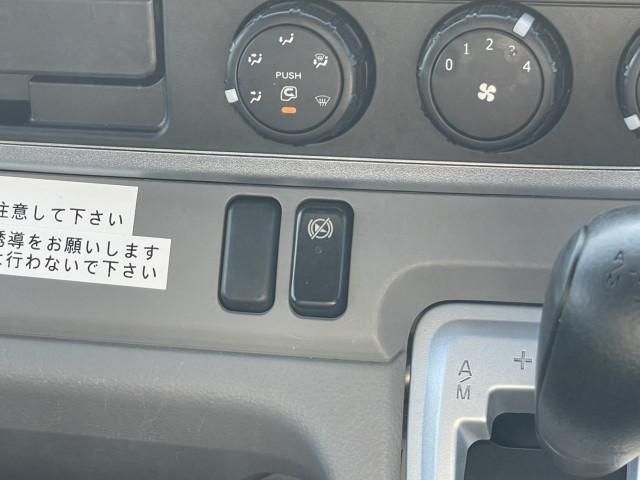 PUSH
0 1 2 3 4
注意して下さい
誘導をお願いします
行わないで下さい
A
M
+
A
M